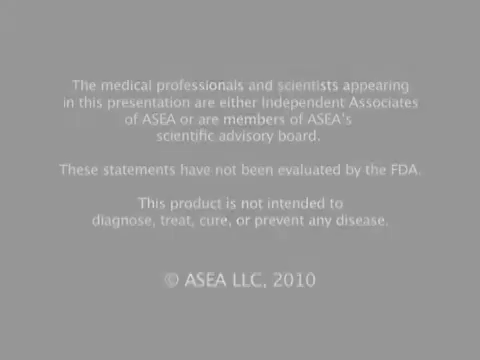 The medical professionals and scientists appearing
in this presentation are either Independent Associates
of ASEA or are members of ASEA's
scientific advisory board.
These statements have not been evaluated by the FDA.
This product is not intended to
diagnose, treat, cure, or prevent any disease.
© ASEA LLC, 2010